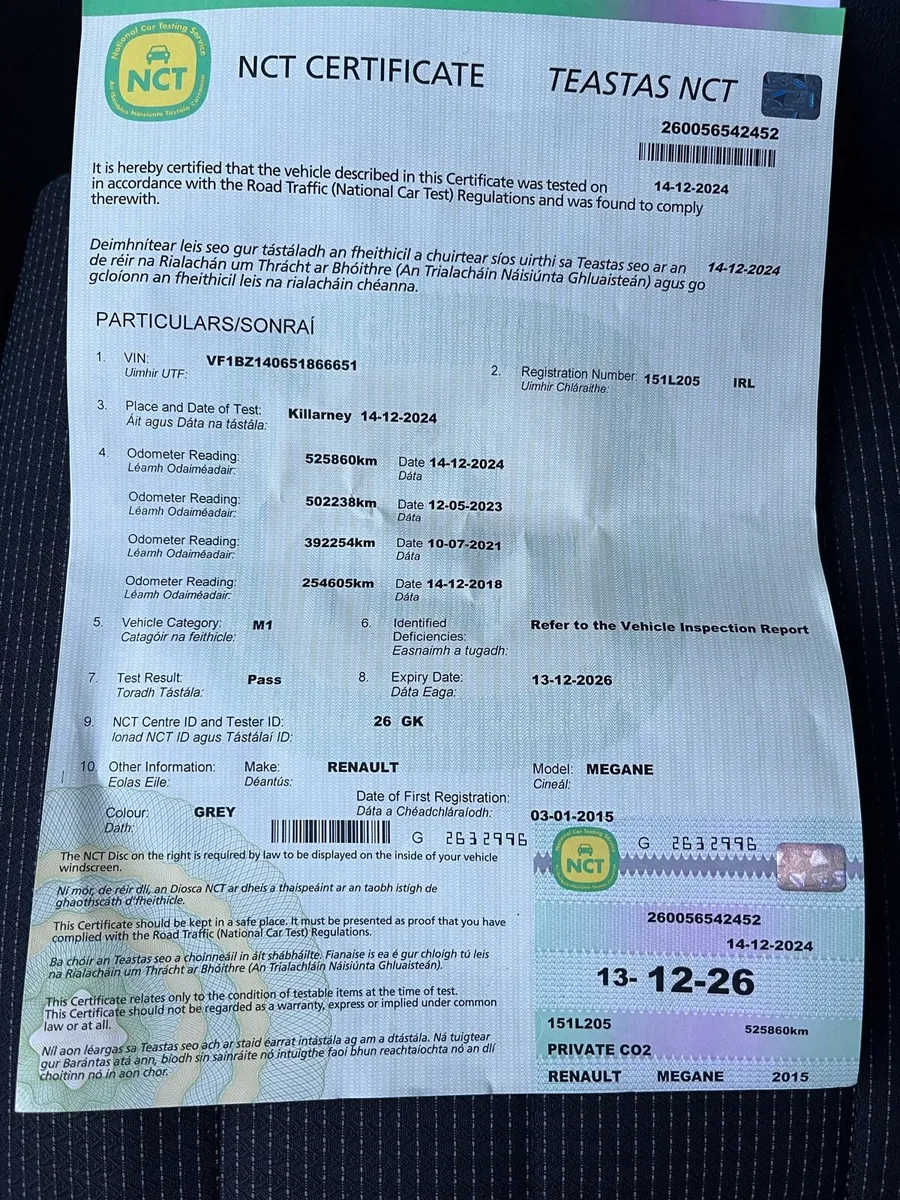 National Car Testing Service
NCT
An tSeirbhís Náisiúnta Tástála Carranna
NCT CERTIFICATE TEASTAS NCT
260056542452
It is hereby certified that the vehicle described in this Certificate was tested on 14-12-2024
in accordance with the Road Traffic (National Car Test) Regulations and was found to comply
therewith.
Deimhnítear leis seo gur tástáladh an fheithicil a chuirtear síos uirthi sa Teastas seo ar an 14-12-2024
de réir na Rialachán um Thrácht ar Bhóithre (An Trialacháin Náisiúnta Ghluaisteán) agus go
gcloíonn an fheithicil leis na rialacháin chéanna.
PARTICULARS/SONRAÍ
1. VIN: VF1BZ140651866651 2. Registration Number: 151L205 IRL
Uimhir UTF: Uimhir Chláraithe:
3. Place and Date of Test: Killarney 14-12-2024
Áit agus Dáta na tástála:
4. Odometer Reading: 525860km Date 14-12-2024
Léamh Odaiméadair: Dáta
Odometer Reading: 502238km Date 12-05-2023
Léamh Odaiméadair: Dáta
Odometer Reading: 392254km Date 10-07-2021
Léamh Odaiméadair: Dáta
Odometer Reading: 254605km Date 14-12-2018
Léamh Odaiméadair: Dáta
5. Vehicle Category: M1 6. Identified Refer to the Vehicle Inspection Report
Catagóir na feithicle: Deficiencies:
Easnaimh a tugadh:
7. Test Result: Pass 8. Expiry Date: 13-12-2026
Toradh Tástála: Dáta Eaga:
9. NCT Centre ID and Tester ID: 26 GK
Ionad NCT ID agus Tástálaí ID:
10. Other Information: Make: RENAULT Model: MEGANE
Eolas Eile: Déantús: Cineál:
Colour: GREY Date of First Registration: 03-01-2015
Dath: Dáta a Chéadchláraíodh:
G 2632996
The NCT Disc on the right is required by law to be displayed on the inside of your vehicle
windscreen.
Ní mór, de réir dlí, an Diosca NCT ar dheis a thaispeáint ar an taobh istigh de
ghaothscáth d'fheithicle.
This Certificate should be kept in a safe place. It must be presented as proof that you have
complied with the Road Traffic (National Car Test) Regulations.
Ba chóir an Teastas seo a choinneáil in áit shábháilte. Fianaise is ea é gur chloígh tú leis
na Rialacháin um Thrácht ar Bhóithre (An Trialacháin Náisiúnta Ghluaisteán).
This Certificate relates only to the condition of testable items at the time of test.
This Certificate should not be regarded as a warranty, express or implied under common
law or at all.
Níl aon léargas sa Teastas seo ach ar staid éarraí intástála ag am a dtástála. Ná tuigtear
gur Barántas atá ann, bíodh sin sainráite nó intuigthe faoi bhun reachtaíochta nó an dlí
choitinn nó in aon chor.
NCT
G 2632996
260056542452
14-12-2024
13- 12-26
151L205 525860km
PRIVATE CO2
RENAULT MEGANE 2015